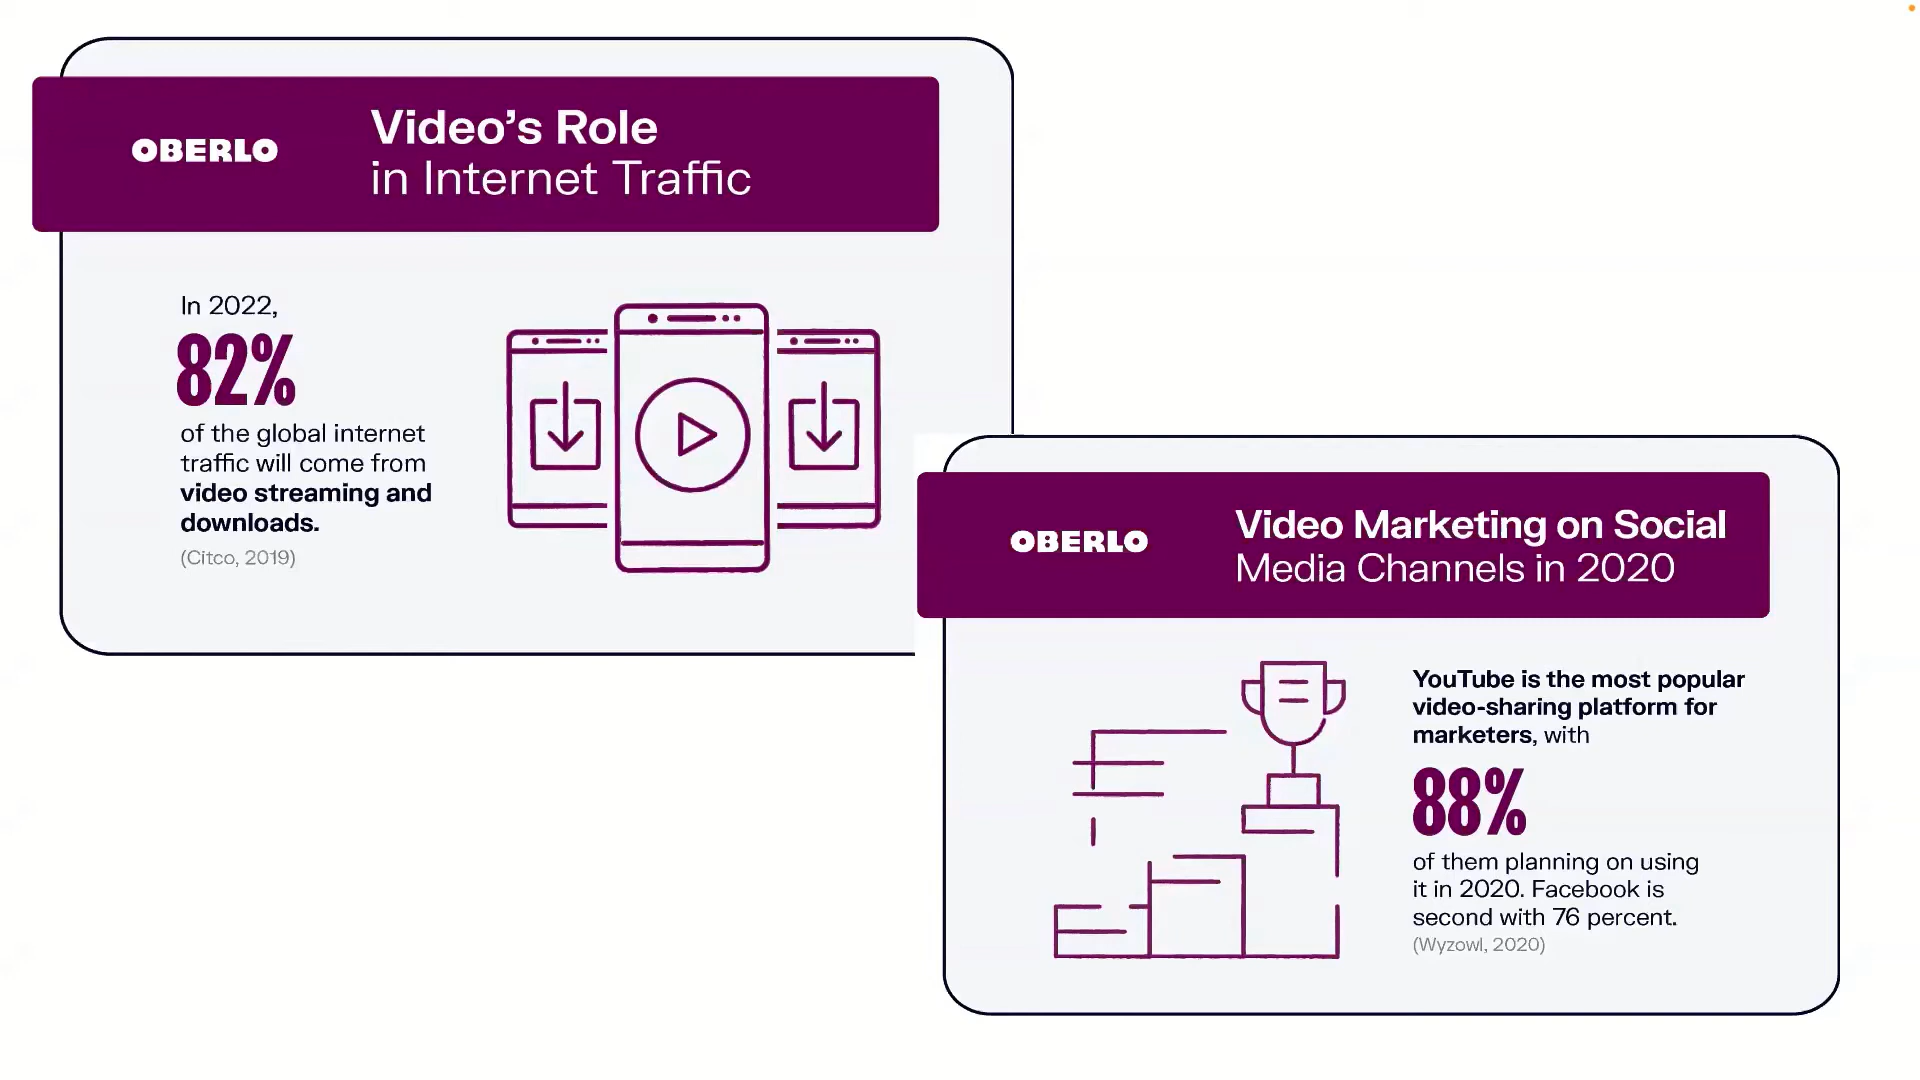 OBERLO
Video’s Role
in Internet Traffic
In 2022,
82%
of the global internet
traffic will come from
video streaming and
downloads.
(Citco, 2019)
OBERLO
Video Marketing on Social
Media Channels in 2020
YouTube is the most popular
video-sharing platform for
marketers, with
88%
of them planning on using
it in 2020. Facebook is
second with 76 percent.
(Wyzowl, 2020)